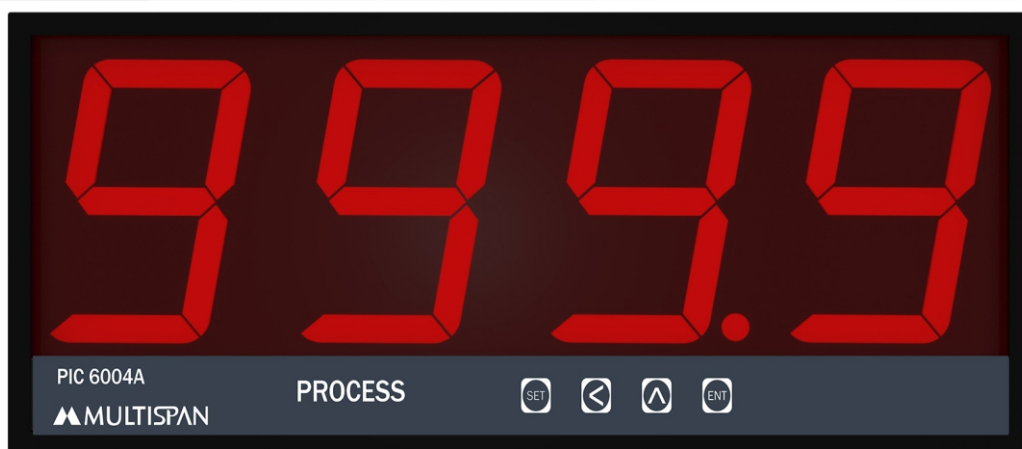 999.9
PIC 6004A
PROCESS
SET
ENT
MULTISPAN